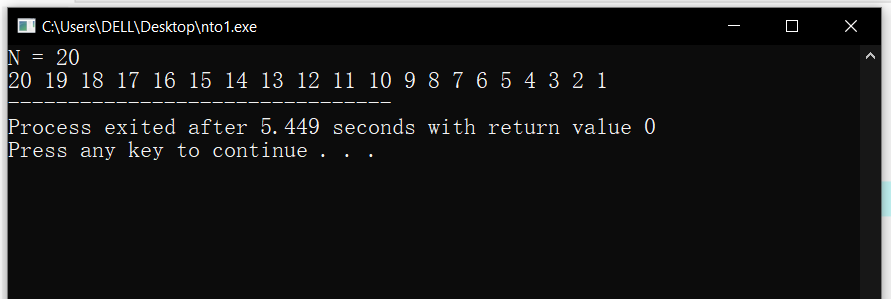 C:\Users\DELL\Desktop\nto1.exe
N = 20
20 19 18 17 16 15 14 13 12 11 10 9 8 7 6 5 4 3 2 1
--------------------------------
Process exited after 5.449 seconds with return value 0
Press any key to continue . . .